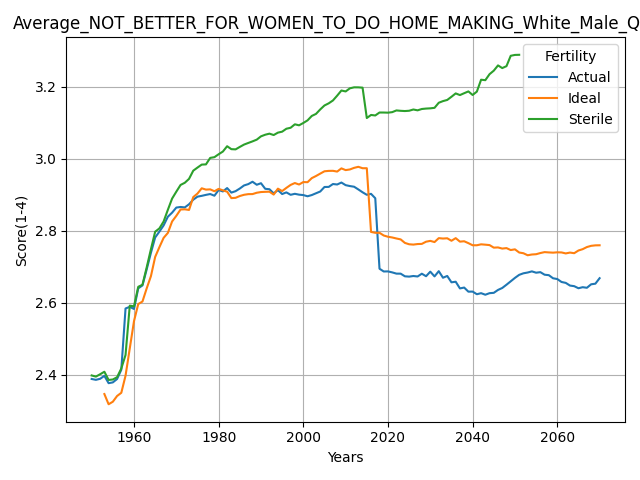 Average_NOT_BETTER_FOR_WOMEN_TO_DO_HOME_MAKING_White_Male_Q
Fertility
Actual
Ideal
Sterile
Score(1-4)
3.2
3.0
2.8
2.6
2.4
1960 1980 2000 2020 2040 2060
Years